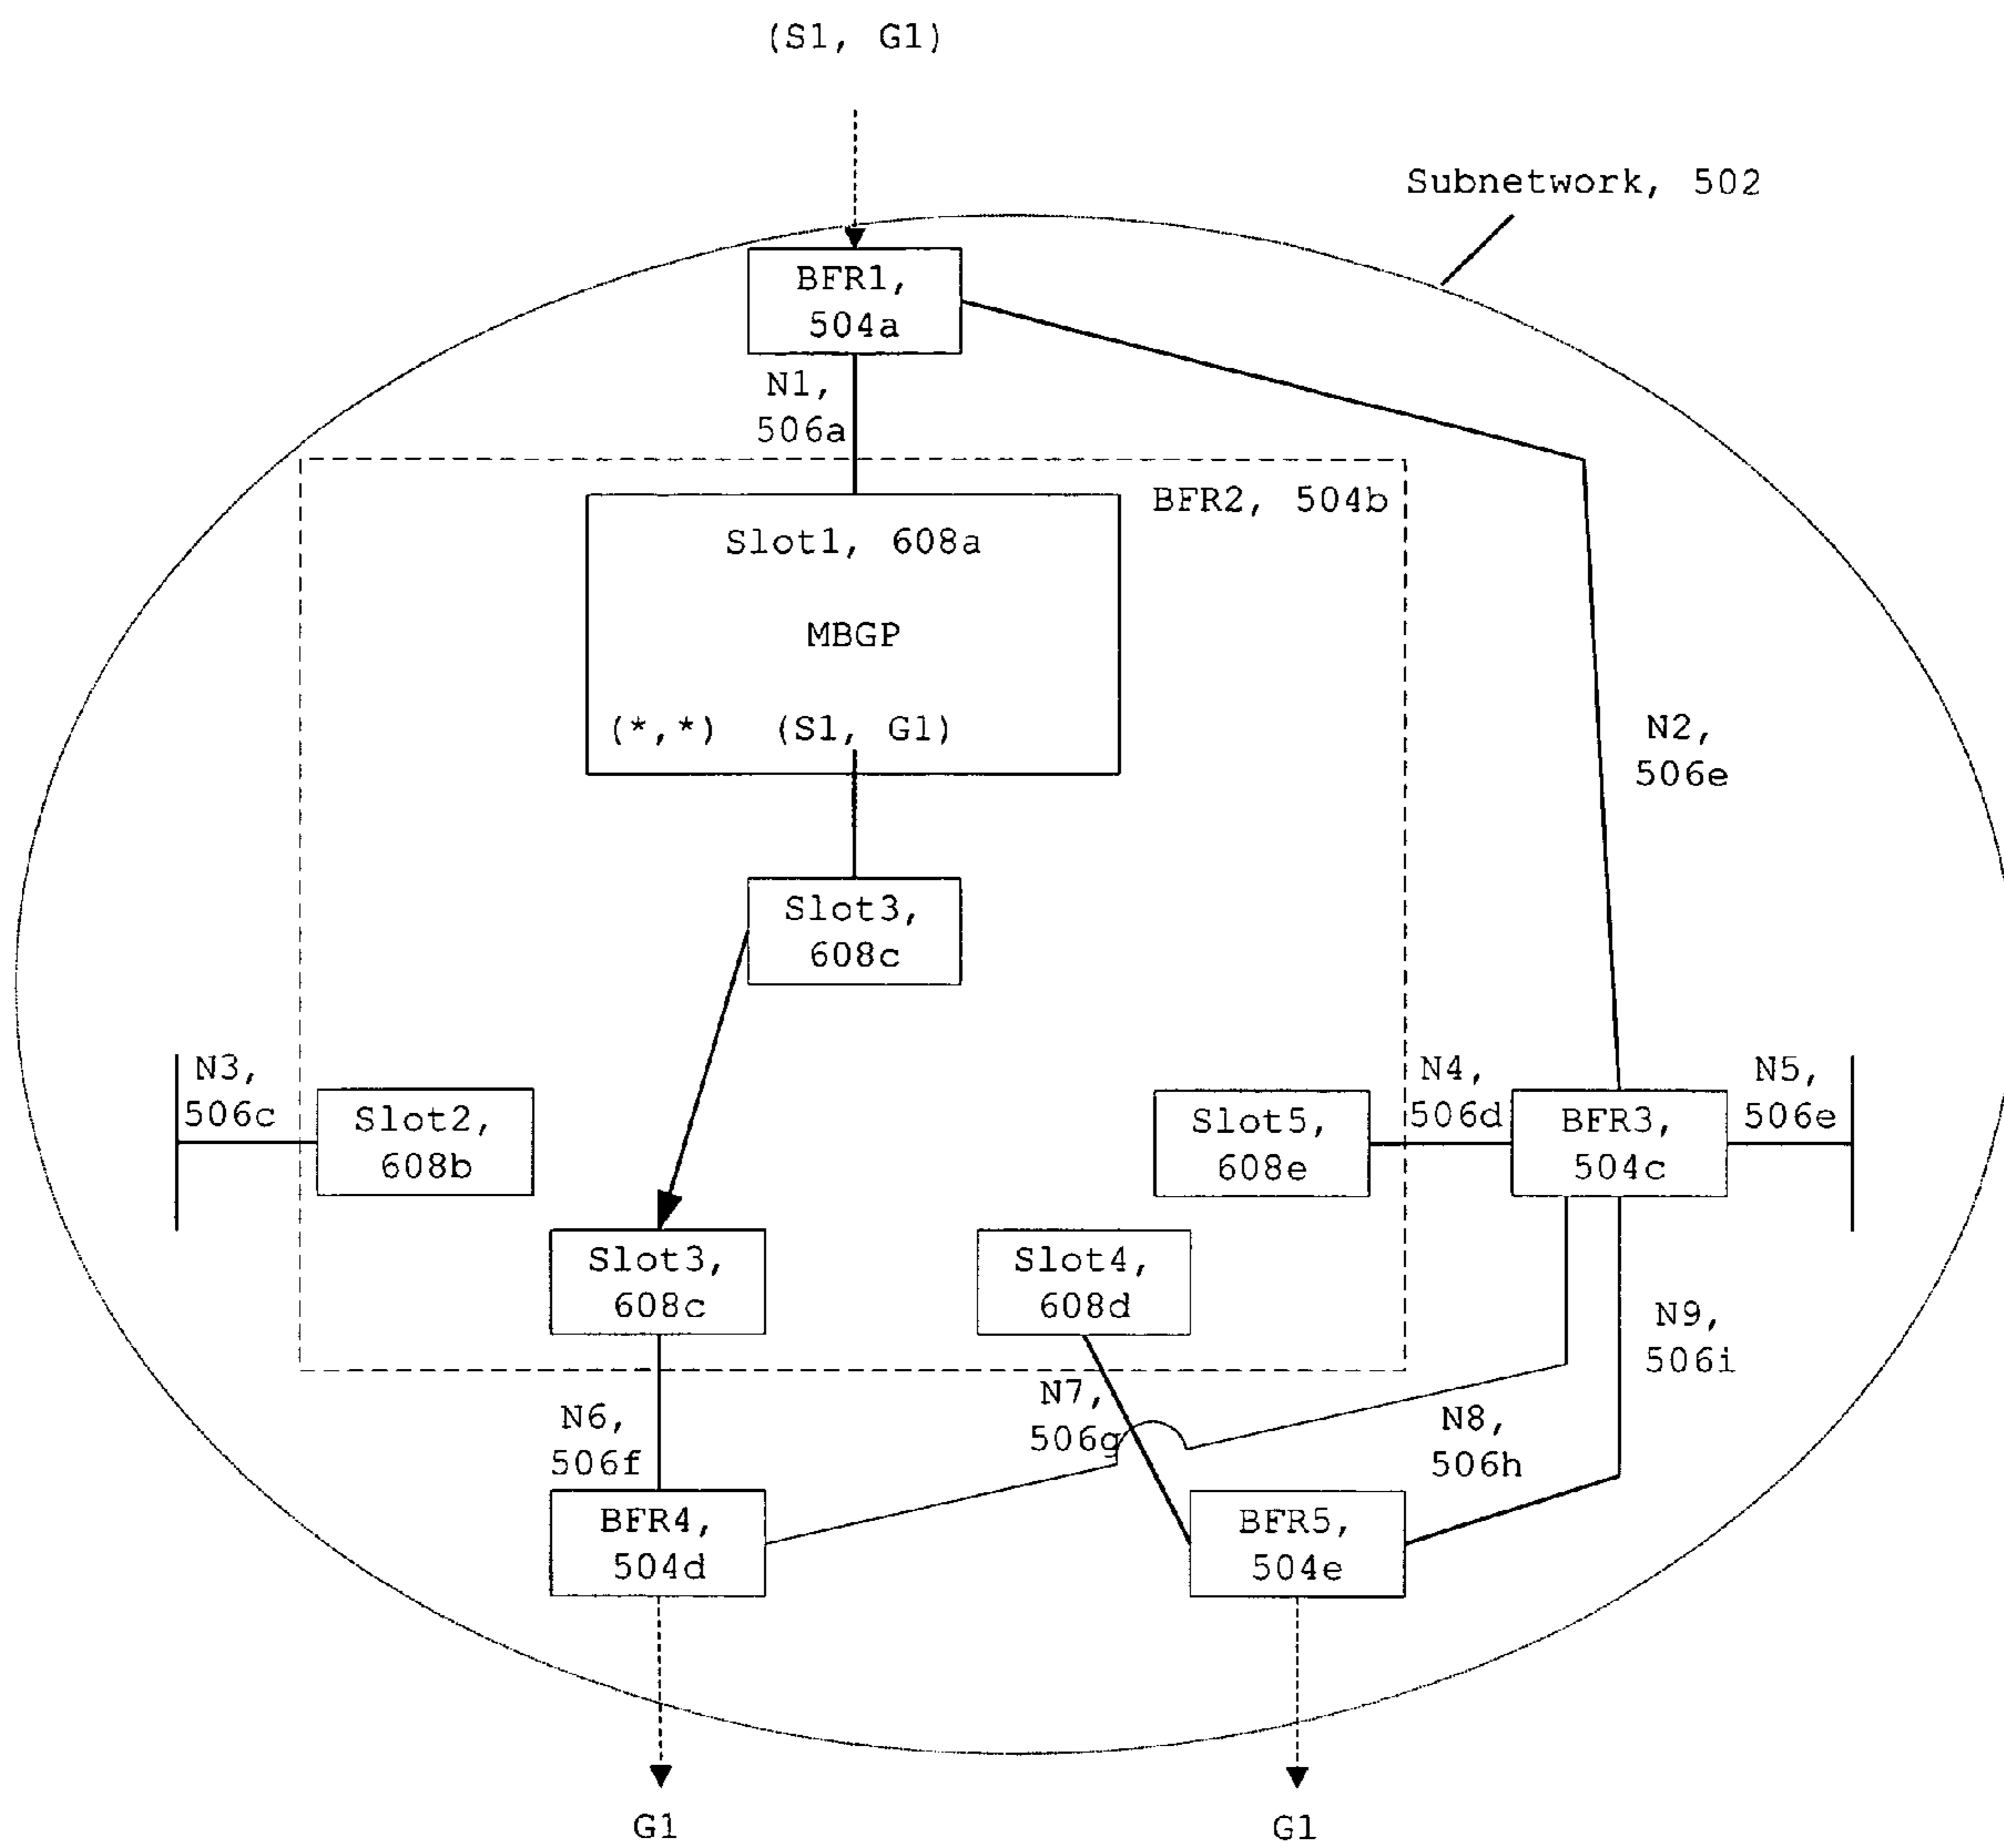 (S1, G1)
Subnetwork, 502
BFR1,
504a
N1,
506a
BFR2, 504b
Slot1, 608a
MBGP
(*,*) (S1, G1)
N2,
506e
Slot3,
608c
N3,
506c
Slot2,
608b
Slot5,
608e
N4,
506d
BFR3,
504c
N5,
506e
Slot3,
608c
Slot4,
608d
N9,
506i
N6,
506f
N7,
506g
N8,
506h
BFR4,
504d
BFR5,
504e
G1
G1